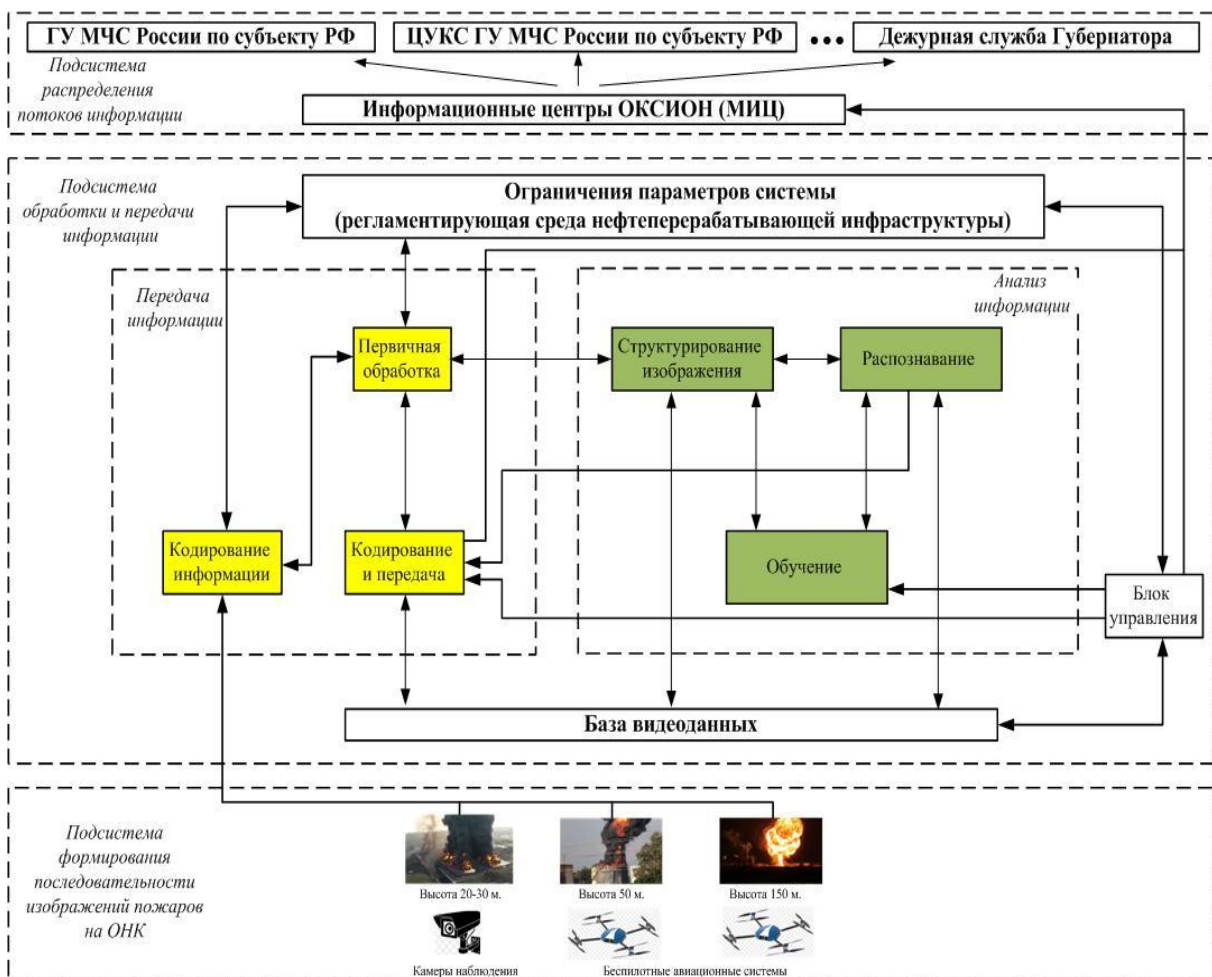 ГУ МЧС России по субъекту РФ
ЦУКС ГУ МЧС России по субъекту РФ
Дежурная служба Губернатора
Подсистема
распределения
потоков информации
Информационные центры ОКСИОН (МИЦ)
Подсистема
обработки и передачи
информации
Ограничения параметров системы
(регламентирующая среда нефтеперерабатывающей инфраструктуры)
Передача
информации
Анализ
информации
Первичная
обработка
Структурирование
изображения
Распознавание
Кодирование
информации
Кодирование
и передача
Обучение
Блок
управления
База видеоданных
Подсистема
формирования
последовательности
изображений пожаров
на ОНК
Высота 20-30 м.
Высота 50 м.
Высота 150 м.
Камеры наблюдения
Беспилотные авиационные системы